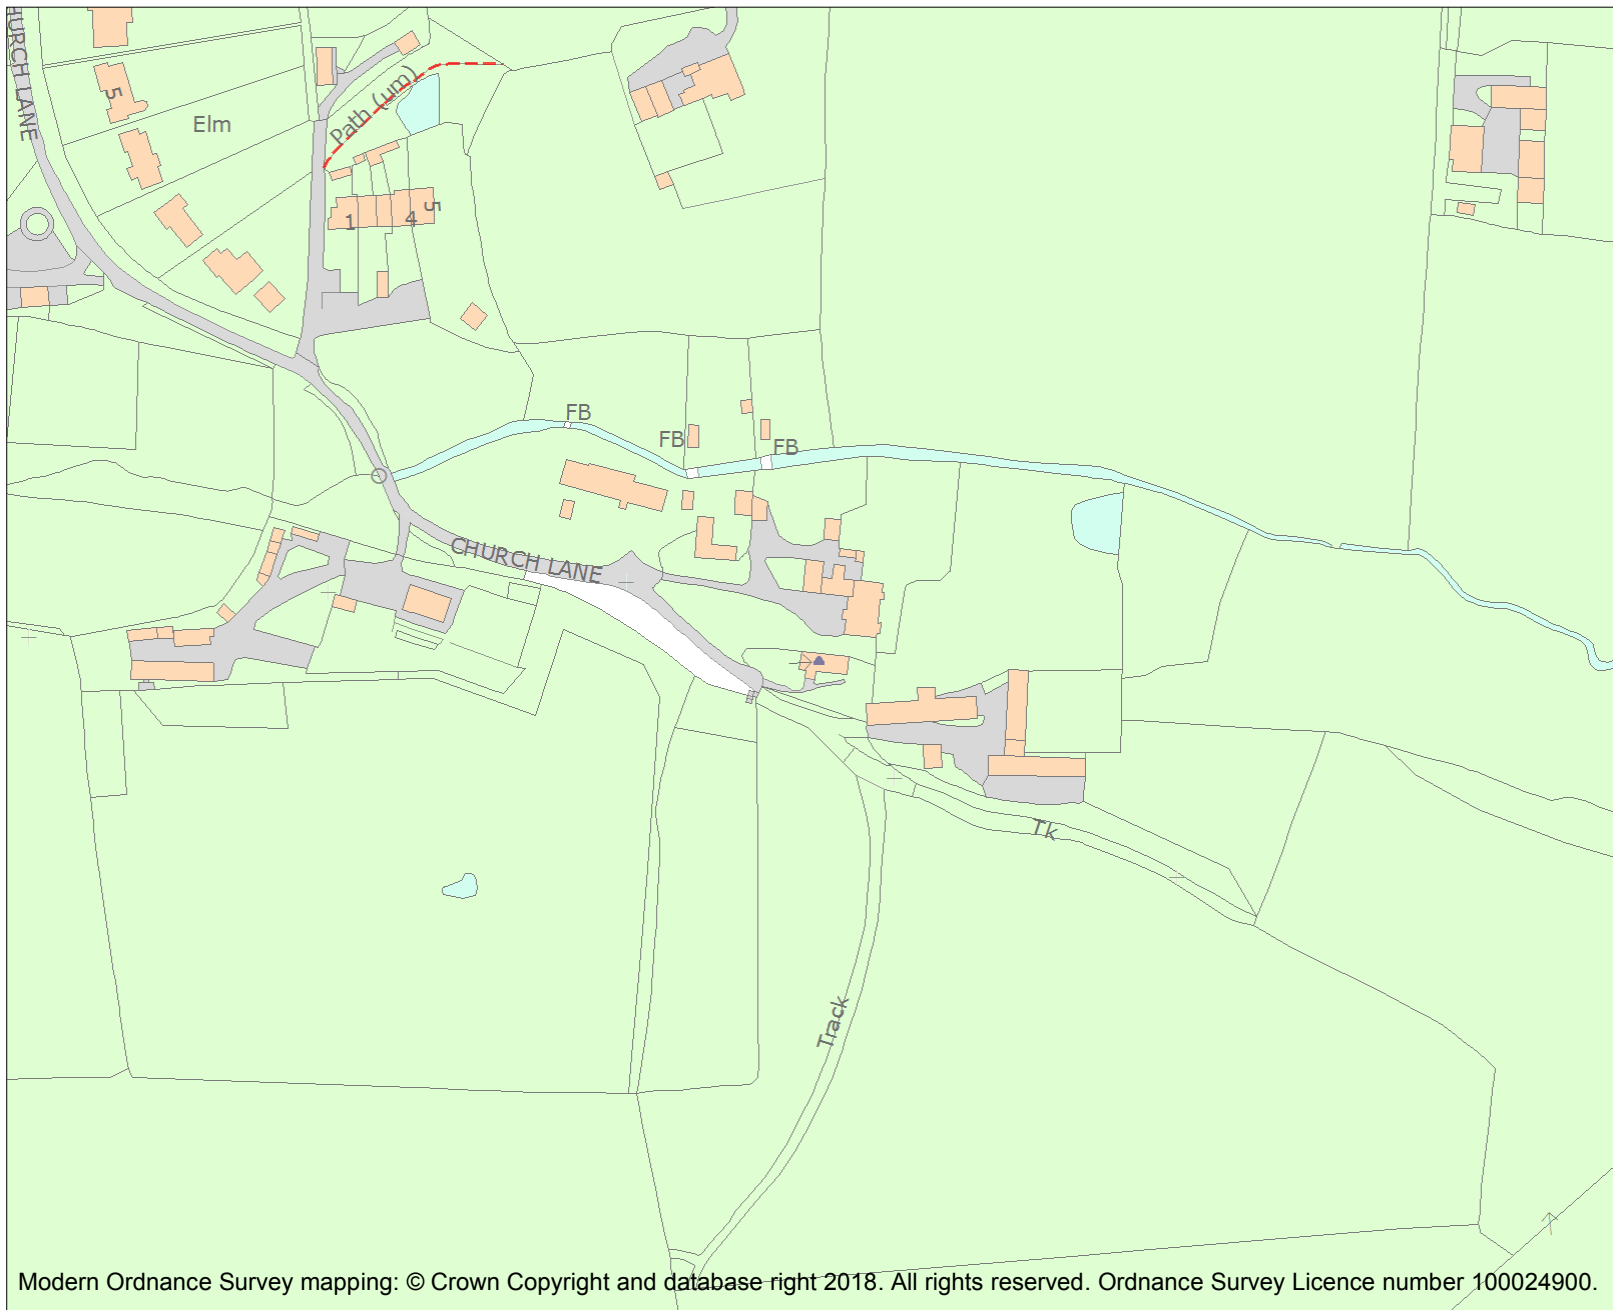 HURCH LANE
5
Elm
Path (um)
1
4
5
FB
FB
FB
CHURCH LANE
Tk
Track
Modern Ordnance Survey mapping: © Crown Copyright and database right 2018. All rights reserved. Ordnance Survey Licence number 100024900.